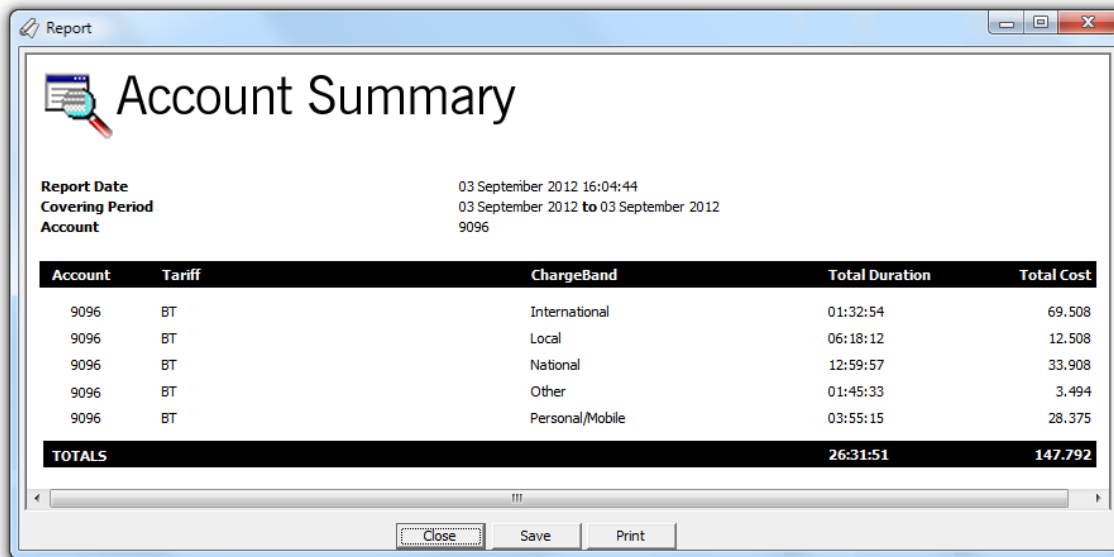 Report
Account Summary
Report Date 03 September 2012 16:04:44
Covering Period 03 September 2012 to 03 September 2012
Account 9096
Account Tariff ChargeBand Total Duration Total Cost
9096 BT International 01:32:54 69.508
9096 BT Local 06:18:12 12.508
9096 BT National 12:59:57 33.908
9096 BT Other 01:45:33 3.494
9096 BT Personal/Mobile 03:55:15 28.375
TOTALS 26:31:51 147.792
Close Save Print